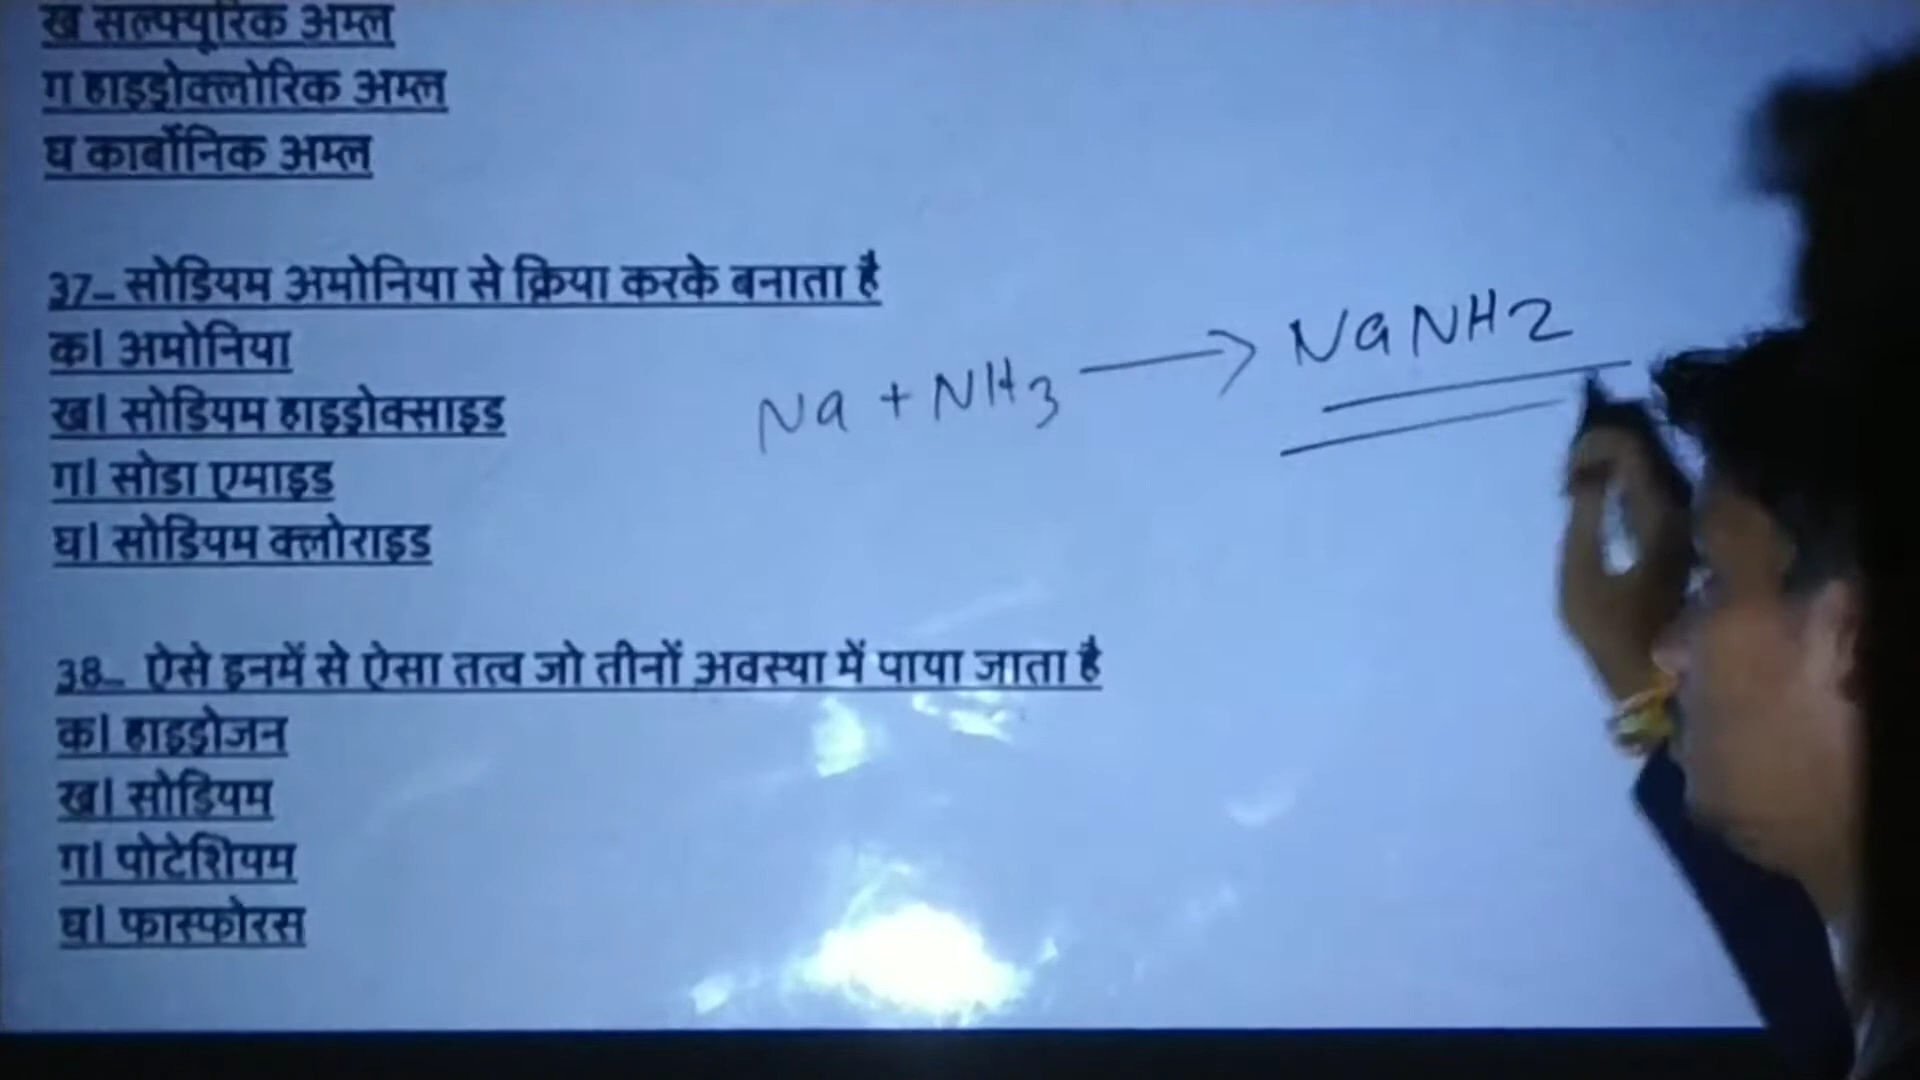 ख सल्फ्यूरिक अम्ल
ग हाइड्रोक्लोरिक अम्ल
घ कार्बोनिक अम्ल
37- सोडियम अमोनिया से क्रिया करके बनाता है
क। अमोनिया
ख। सोडियम हाइड्रोक्साइड
ग। सोडा एमाइड
घ। सोडियम क्लोराइड
Na + NH3 → NaNH2
38- ऐसे इनमें से ऐसा तत्व जो तीनों अवस्था में पाया जाता है
क। हाइड्रोजन
ख। सोडियम
ग। पोटेशियम
घ। फास्फोरस